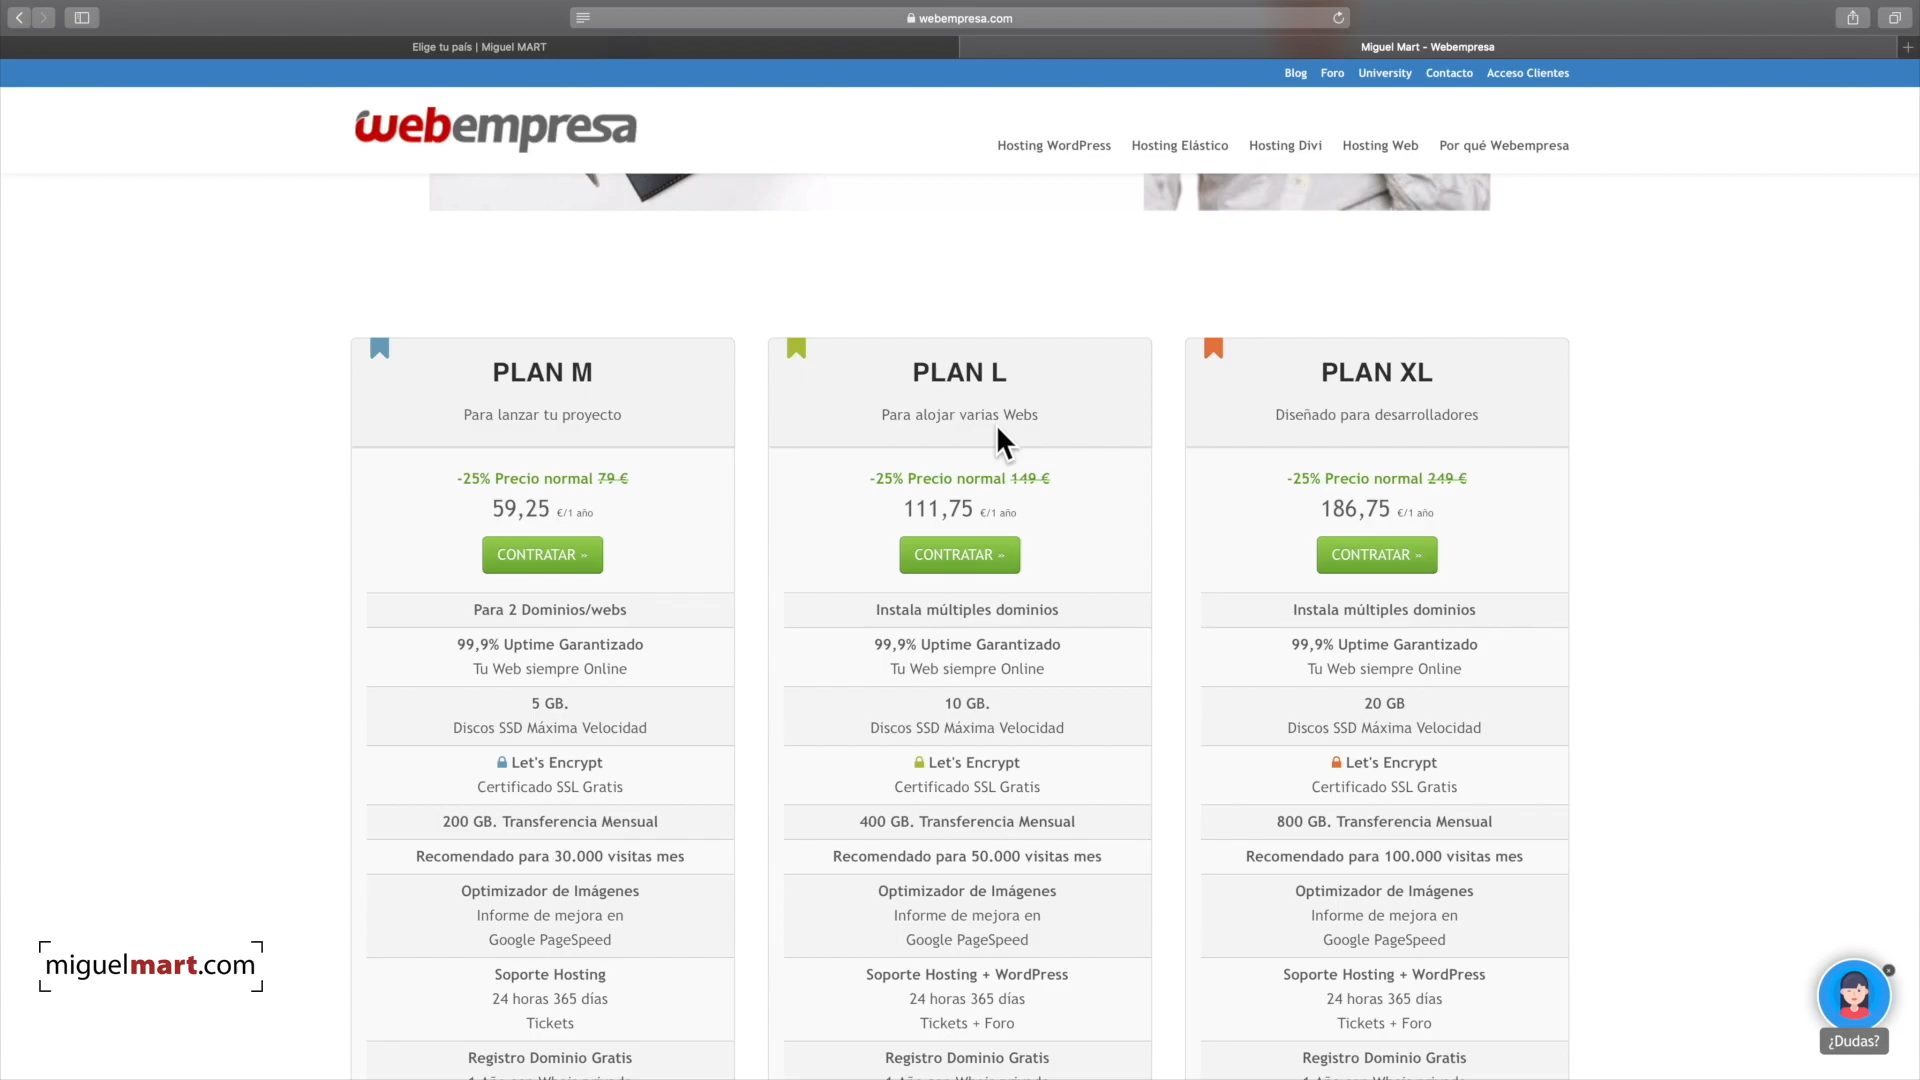 webempresa.com
Elige tu país | Miguel MART
Miguel Mart - Webempresa
Blog Foro University Contacto Acceso Clientes
webempresa
Hosting WordPress Hosting Elástico Hosting Divi Hosting Web Por qué Webempresa
PLAN M
Para lanzar tu proyecto
-25% Precio normal 79 €
59,25 €/1 año
CONTRATAR »
Para 2 Dominios/webs
99,9% Uptime Garantizado
Tu Web siempre Online
5 GB.
Discos SSD Máxima Velocidad
Let's Encrypt
Certificado SSL Gratis
200 GB. Transferencia Mensual
Recomendado para 30.000 visitas mes
Optimizador de Imágenes
Informe de mejora en
Google PageSpeed
Soporte Hosting
24 horas 365 días
Tickets
Registro Dominio Gratis
PLAN L
Para alojar varias Webs
-25% Precio normal 149 €
111,75 €/1 año
CONTRATAR »
Instala múltiples dominios
99,9% Uptime Garantizado
Tu Web siempre Online
10 GB.
Discos SSD Máxima Velocidad
Let's Encrypt
Certificado SSL Gratis
400 GB. Transferencia Mensual
Recomendado para 50.000 visitas mes
Optimizador de Imágenes
Informe de mejora en
Google PageSpeed
Soporte Hosting + WordPress
24 horas 365 días
Tickets + Foro
Registro Dominio Gratis
PLAN XL
Diseñado para desarrolladores
-25% Precio normal 249 €
186,75 €/1 año
CONTRATAR »
Instala múltiples dominios
99,9% Uptime Garantizado
Tu Web siempre Online
20 GB
Discos SSD Máxima Velocidad
Let's Encrypt
Certificado SSL Gratis
800 GB. Transferencia Mensual
Recomendado para 100.000 visitas mes
Optimizador de Imágenes
Informe de mejora en
Google PageSpeed
Soporte Hosting + WordPress
24 horas 365 días
Tickets + Foro
Registro Dominio Gratis
miguelmart.com
¿Dudas?